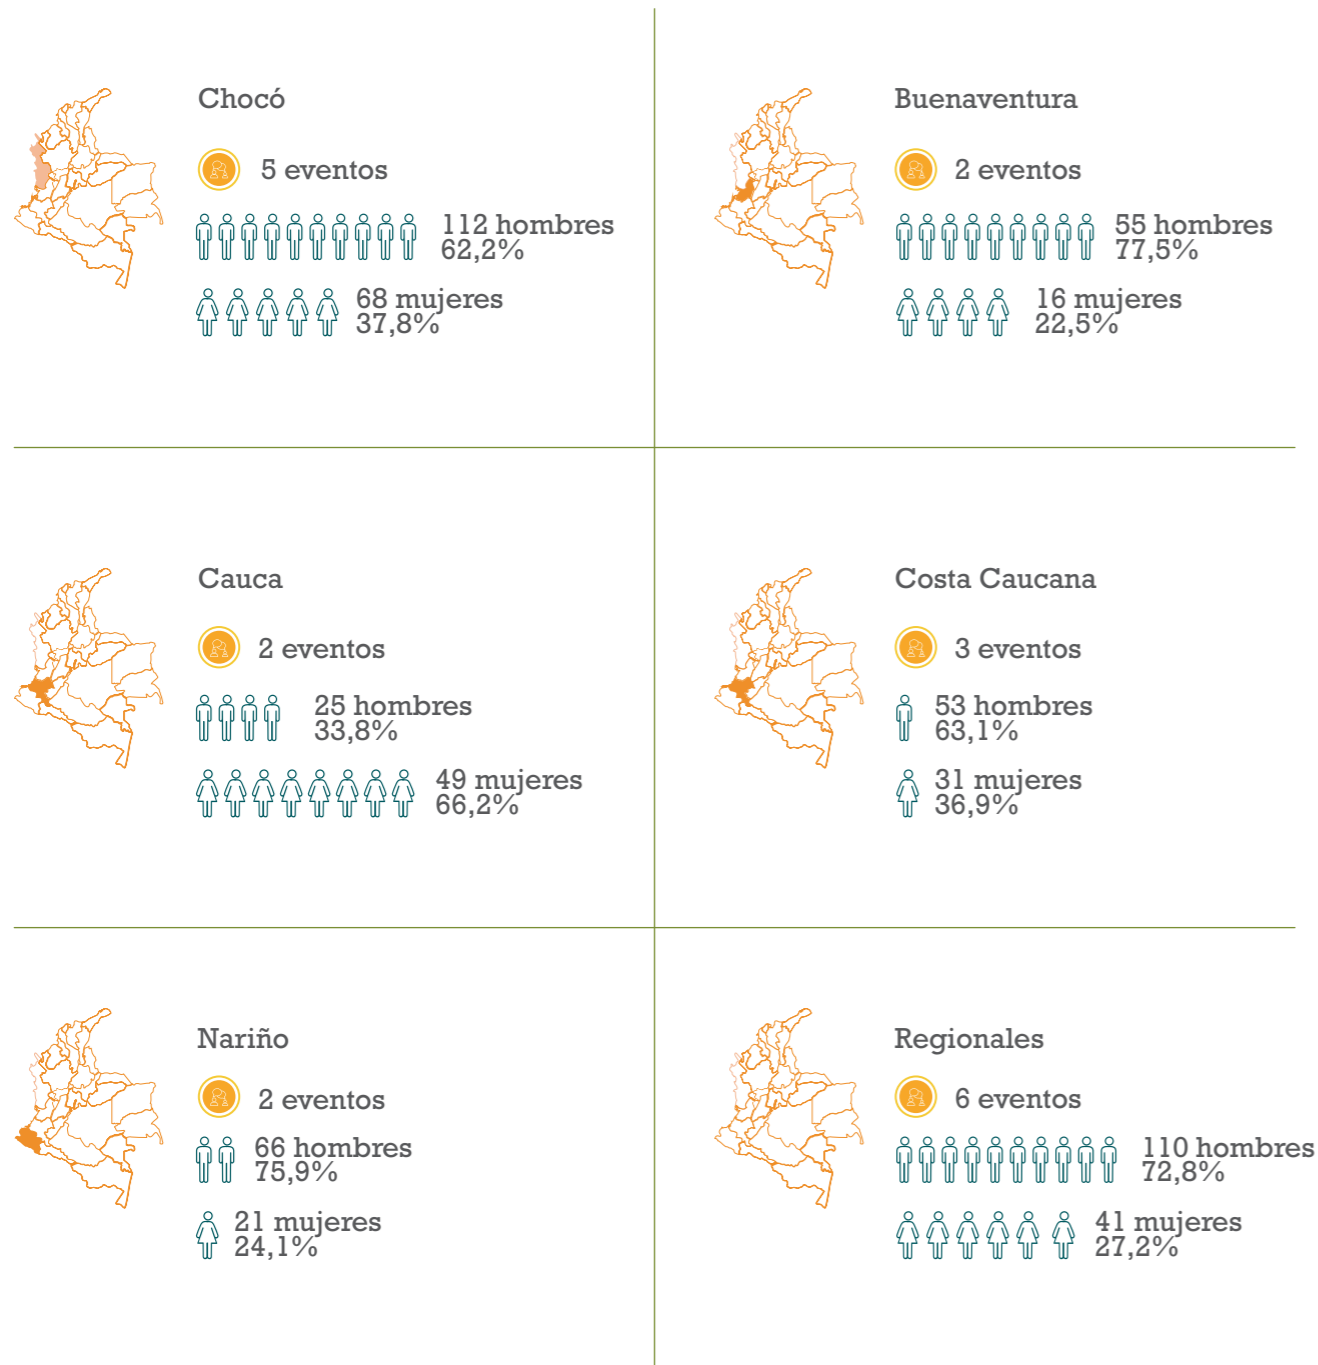 Chocó
5 eventos
112 hombres
62,2%
68 mujeres
37,8%
Buenaventura
2 eventos
55 hombres
77,5%
16 mujeres
22,5%
Cauca
2 eventos
25 hombres
33,8%
49 mujeres
66,2%
Costa Caucana
3 eventos
53 hombres
63,1%
31 mujeres
36,9%
Nariño
2 eventos
66 hombres
75,9%
21 mujeres
24,1%
Regionales
6 eventos
110 hombres
72,8%
41 mujeres
27,2%